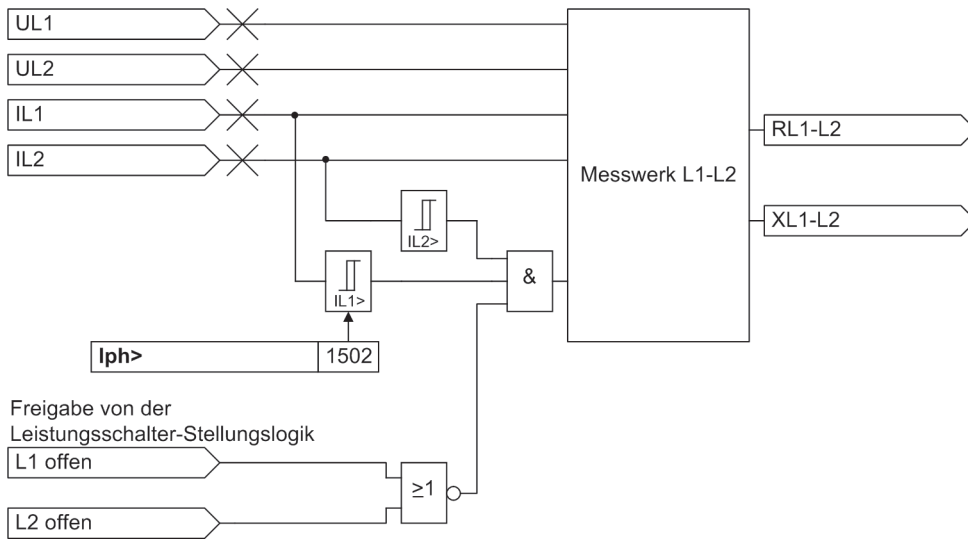 UL1
UL2
IL1
IL2
Messwerk L1-L2
RL1-L2
XL1-L2
IL2>
IL1>
&
Iph> 1502
Freigabe von der
Leistungsschalter-Stellungslogik
L1 offen
≥1
L2 offen